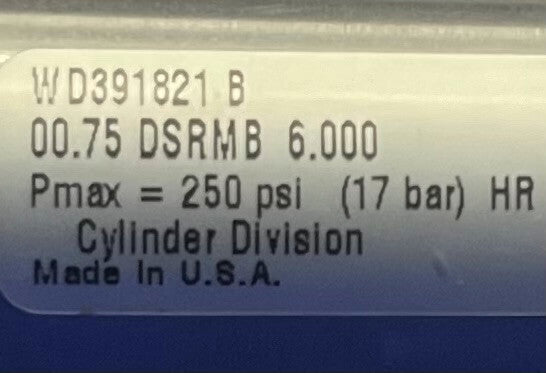 WD391821 B
00.75 DSRMB 6.000
Pmax = 250 psi (17 bar) HR
Cylinder Division
Made In U.S.A.